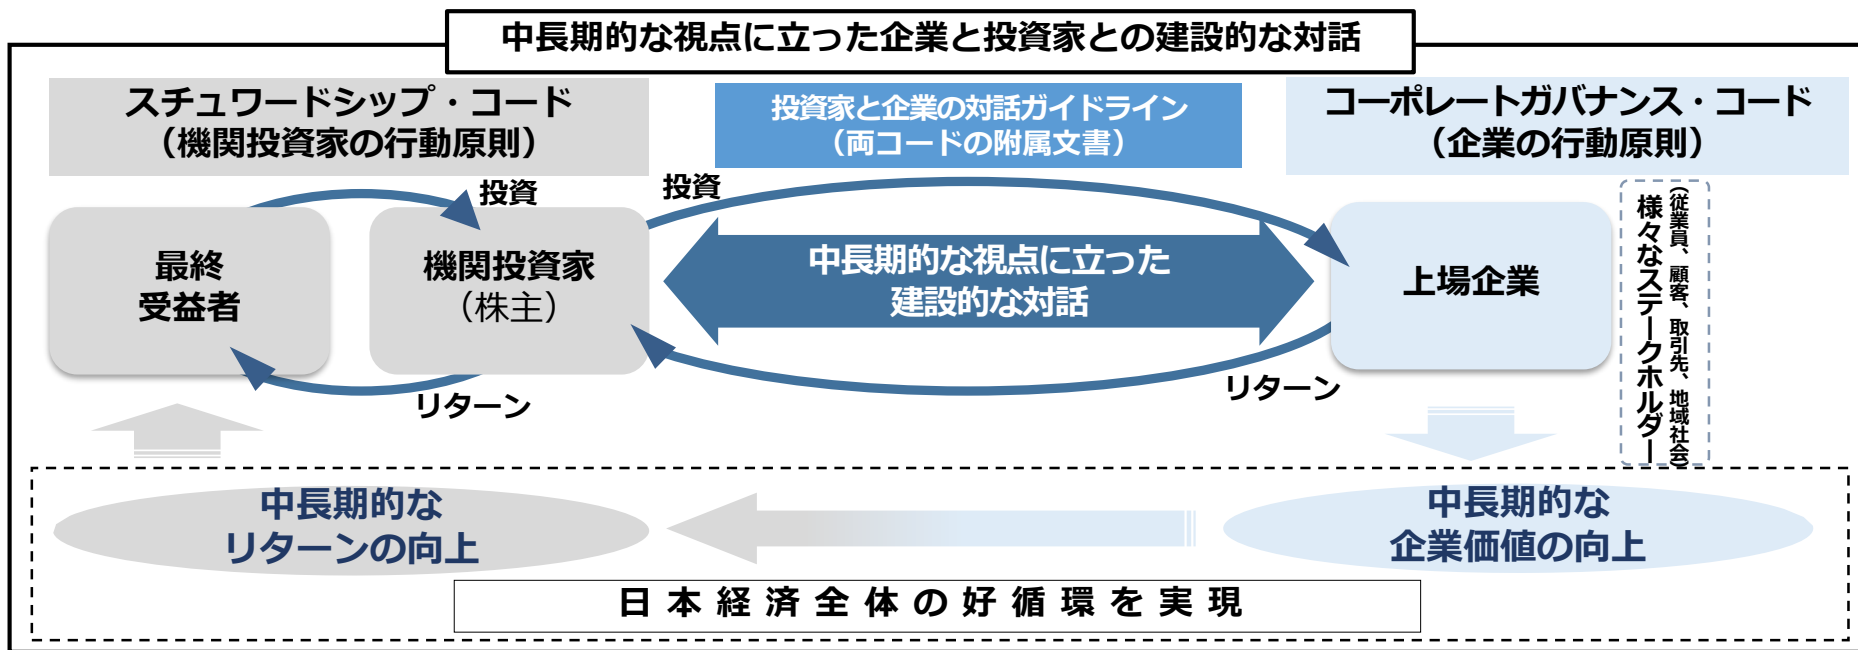 中長期的な視点に立った企業と投資家との建設的な対話
スチュワードシップ・コード
（機関投資家の行動原則）
投資家と企業の対話ガイドライン
（両コードの附属文書）
コーポレートガバナンス・コード
（企業の行動原則）
投資
投資
最終
受益者
機関投資家
（株主）
中長期的な視点に立った
建設的な対話
上場企業
様々なステークホルダー
（従業員、顧客、取引先、地域社会）
リターン
リターン
中長期的な
リターンの向上
中長期的な
企業価値の向上
日本経済全体の好循環を実現